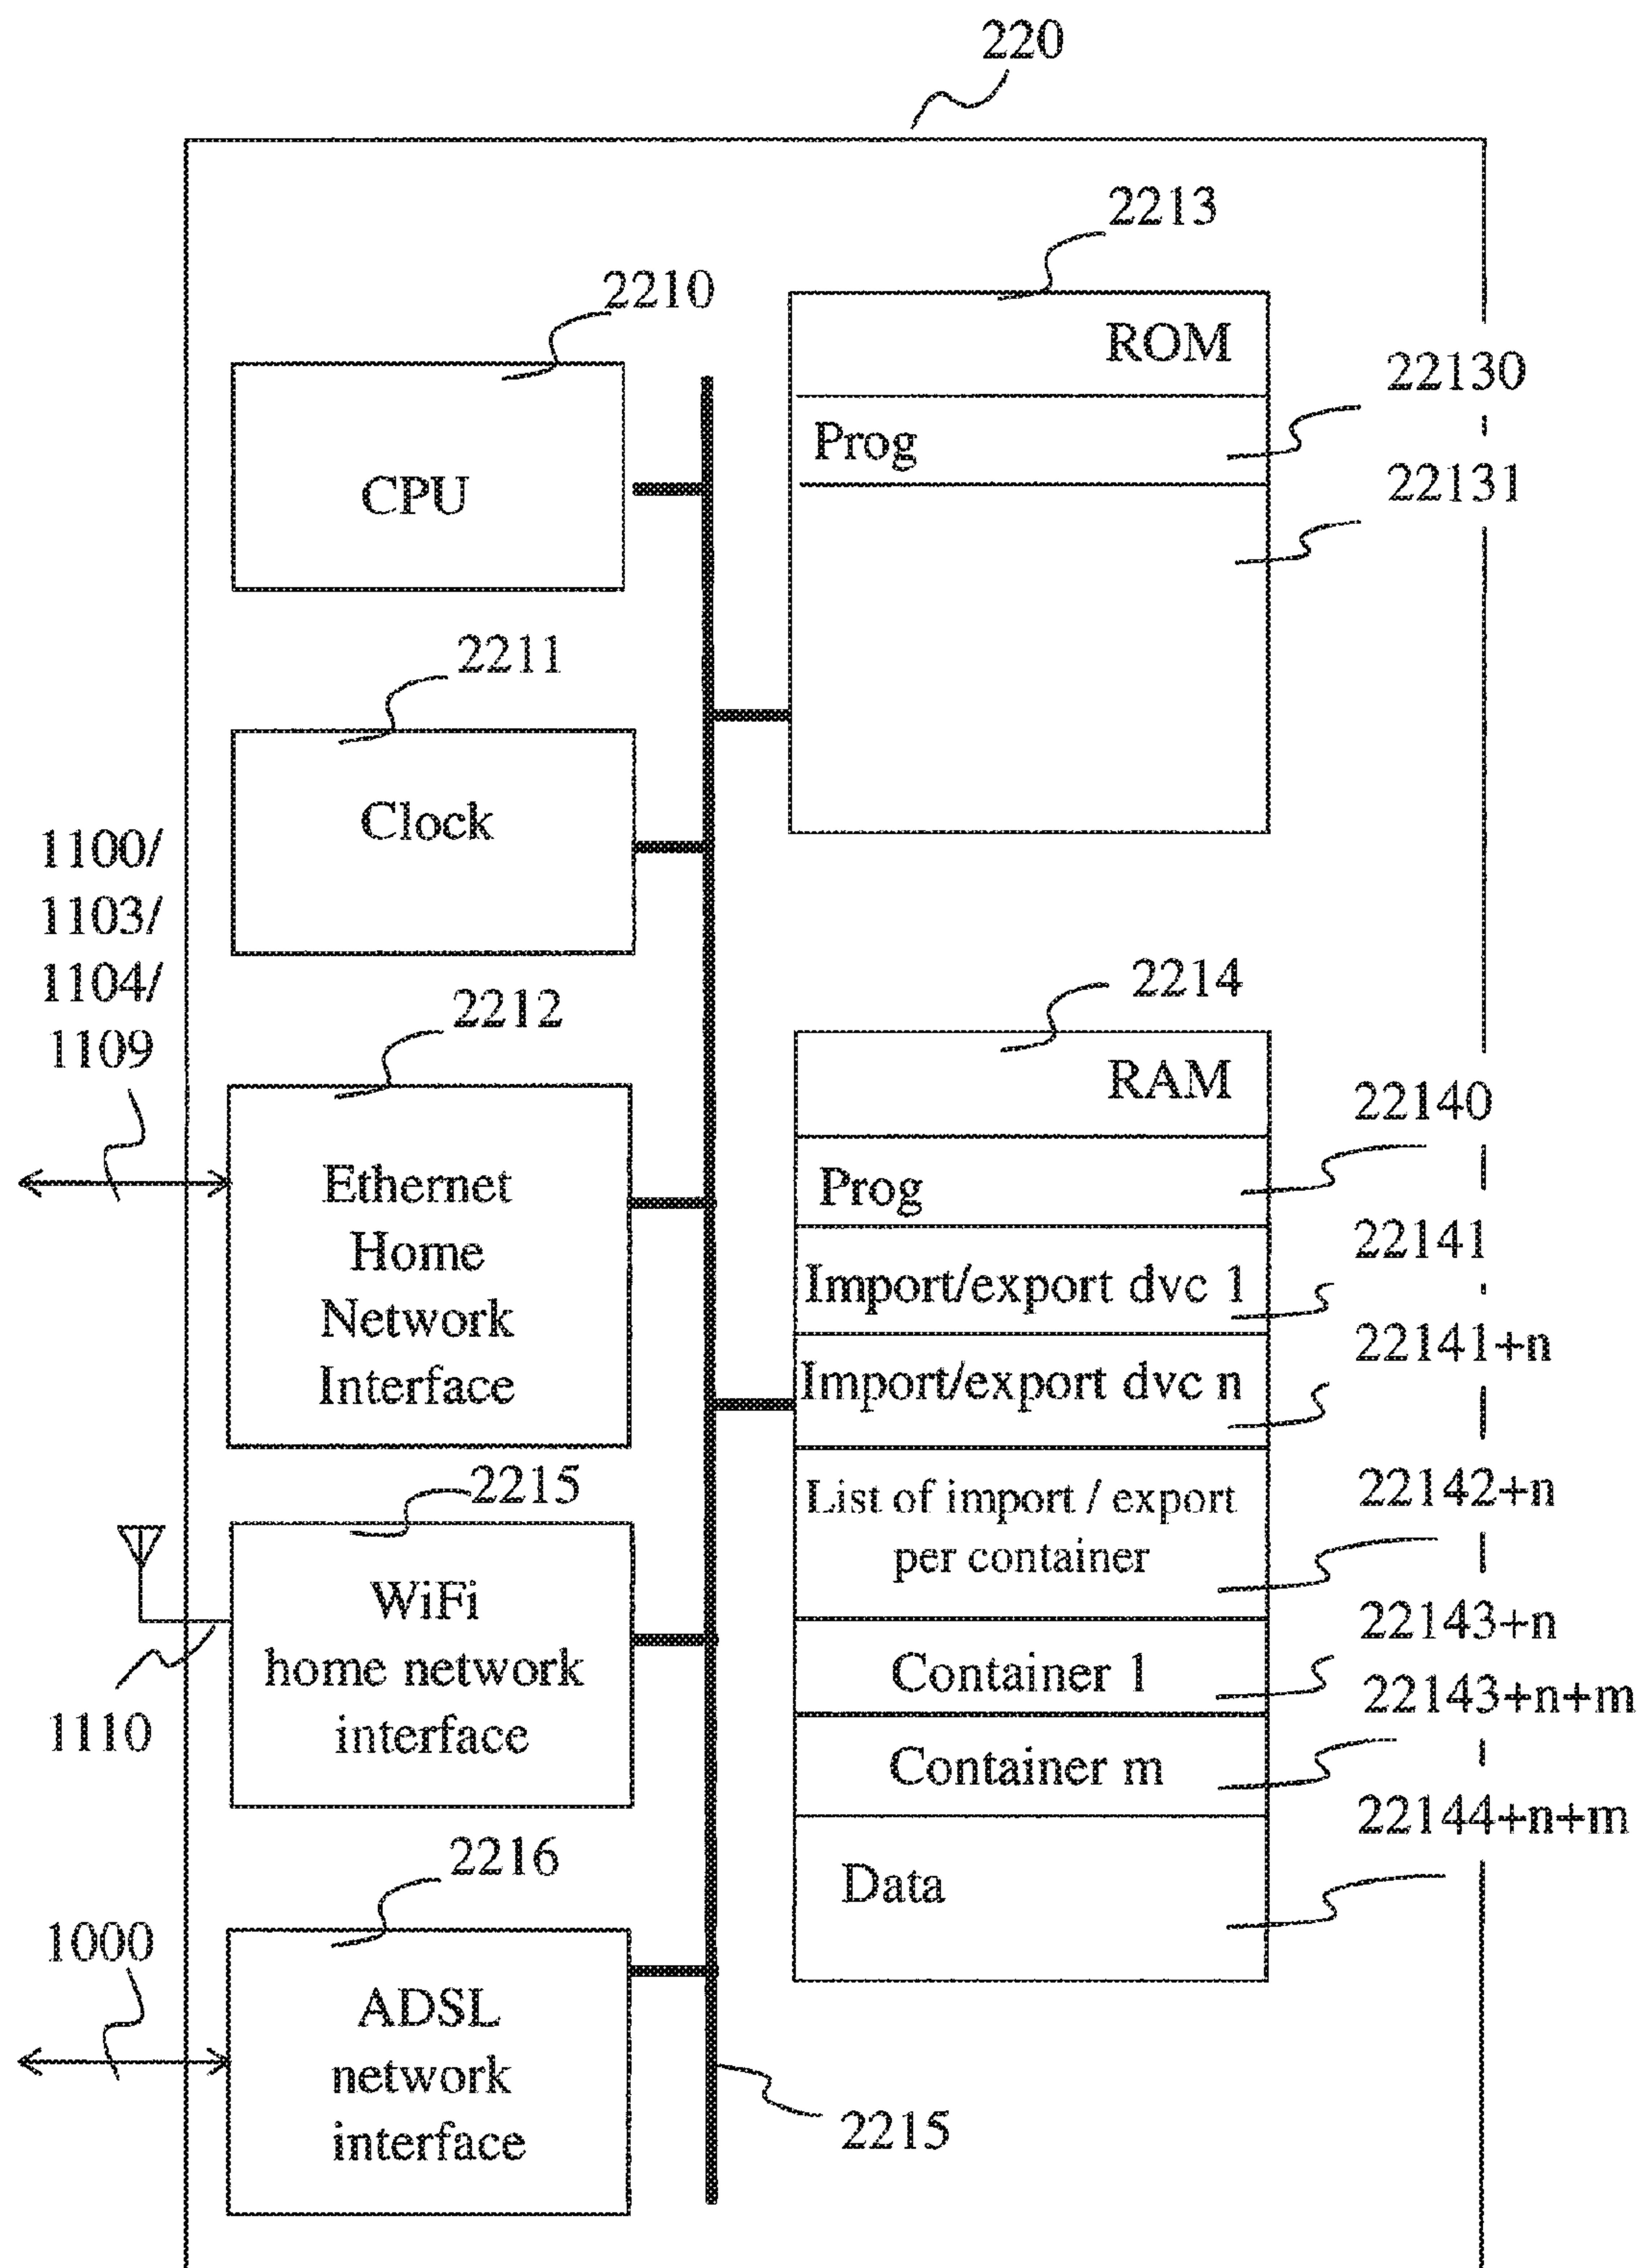 220
2213
2210
ROM
22130
Prog
22131
CPU
2211
Clock
1100/
1103/
1104/
1109
2214
2212
RAM
22140
Prog
Ethernet
Home
Network
Interface
22141
Import/export dvc 1
22141+n
Import/export dvc n
2215
22142+n
List of import / export
per container
WiFi
home network
interface
22143+n
Container 1
22143+n+m
1110
Container m
22144+n+m
2216
Data
1000
ADSL
network
interface
2215